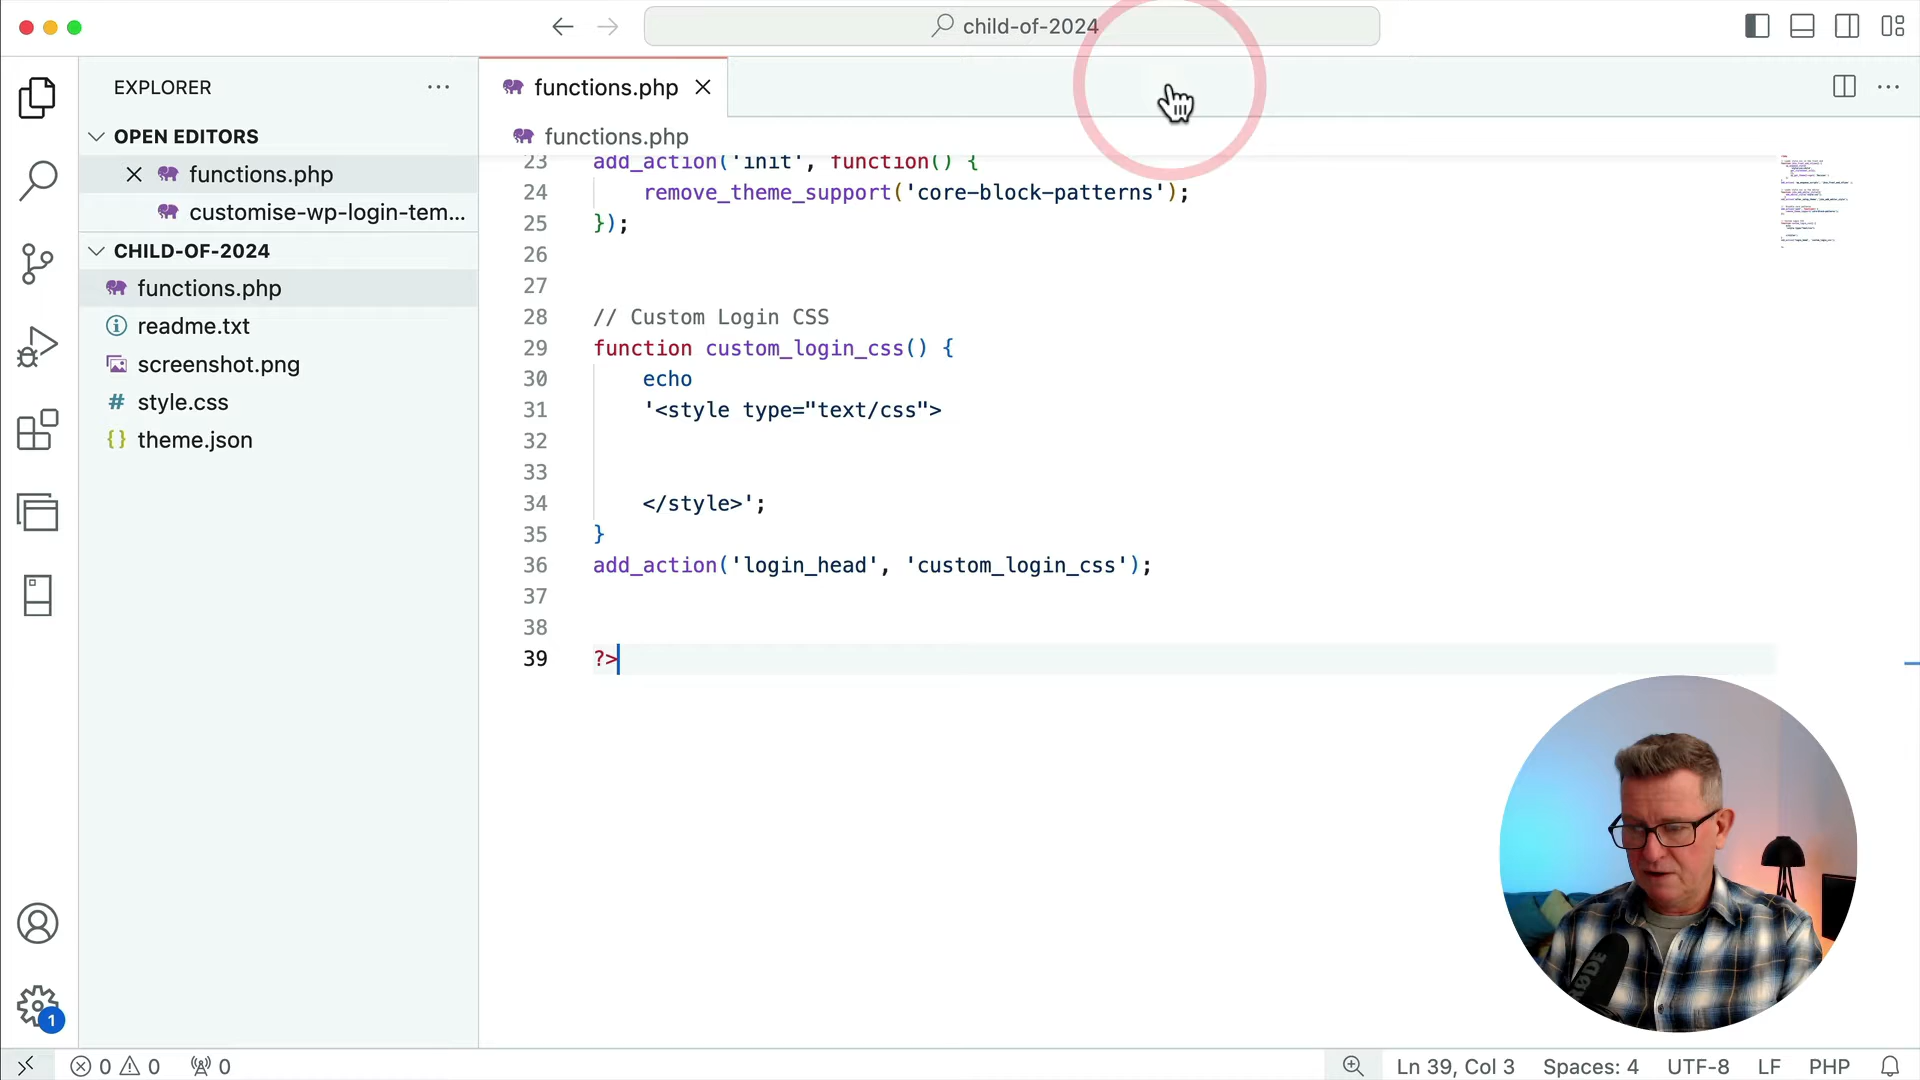 child-of-2024
EXPLORER
OPEN EDITORS
functions.php
customise-wp-login-tem...
CHILD-OF-2024
functions.php
readme.txt
screenshot.png
# style.css
{} theme.json
functions.php
functions.php
23 add_action('init', function() {
24 remove_theme_support('core-block-patterns');
25 });
26
27
28 // Custom Login CSS
29 function custom_login_css() {
30 echo
31 '<style type="text/css">
32
33
34 </style>';
35 }
36 add_action('login_head', 'custom_login_css');
37
38
39 ?>
RØDE
1
0 0 0
Ln 39, Col 3 Spaces: 4 UTF-8 LF PHP